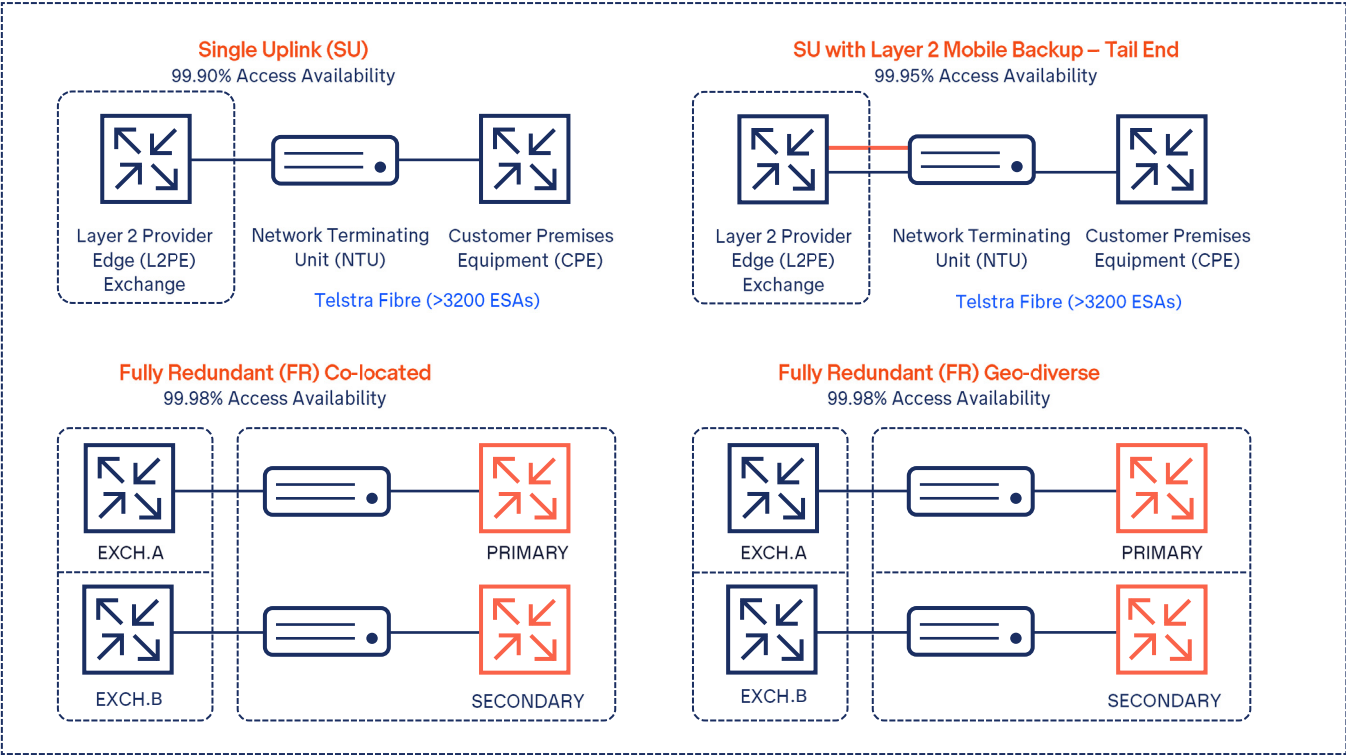 Single Uplink (SU)
99.90% Access Availability
Layer 2 Provider
Edge (L2PE)
Exchange
Network Terminating
Unit (NTU)
Customer Premises
Equipment (CPE)
Telstra Fibre (>3200 ESAs)
SU with Layer 2 Mobile Backup – Tail End
99.95% Access Availability
Layer 2 Provider
Edge (L2PE)
Exchange
Network Terminating
Unit (NTU)
Customer Premises
Equipment (CPE)
Telstra Fibre (>3200 ESAs)
Fully Redundant (FR) Co-located
99.98% Access Availability
EXCH.A
PRIMARY
EXCH.B
SECONDARY
Fully Redundant (FR) Geo-diverse
99.98% Access Availability
EXCH.A
PRIMARY
EXCH.B
SECONDARY